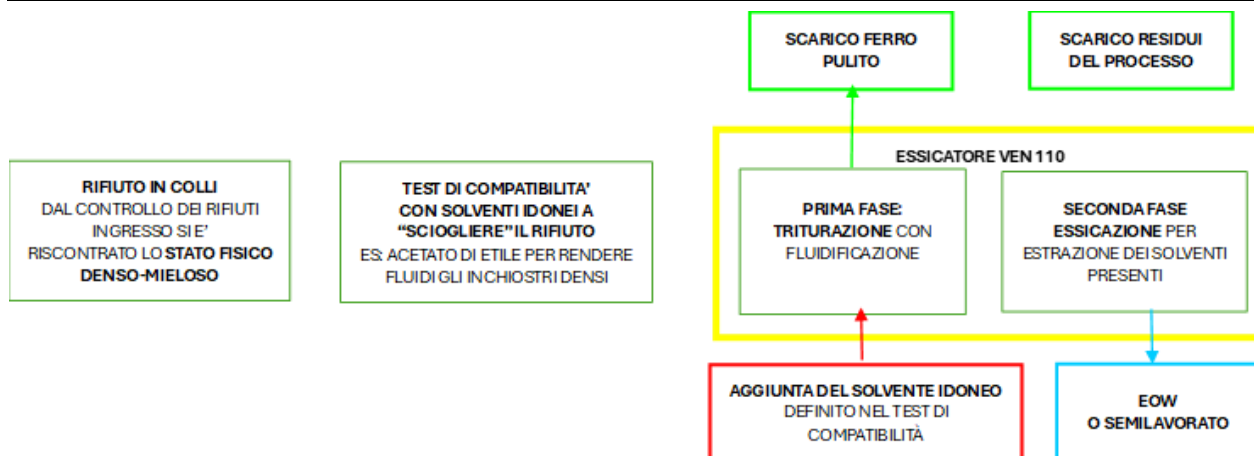 SCARICO FERRO
PULITO
SCARICO RESIDUI
DEL PROCESSO
ESSICATORE VEN 110
RIFIUTO IN COLLI
DAL CONTROLLO DEI RIFIUTI
INGRESSO SI E'
RISCONTRATO LO STATO FISICO
DENSO-MIELOSO
TEST DI COMPATIBILITA'
CON SOLVENTI IDONEI A
“SCIOGLIERE” IL RIFIUTO
ES: ACETATO DI ETILE PER RENDERE
FLUIDI GLI INCHIOSTRI DENSI
PRIMA FASE:
TRITURAZIONE CON
FLUIDIFICAZIONE
SECONDA FASE
ESSICAZIONE PER
ESTRAZIONE DEI SOLVENTI
PRESENTI
AGGIUNTA DEL SOLVENTE IDONEO
DEFINITO NEL TEST DI
COMPATIBILITÀ
EOW
O SEMILAVORATO